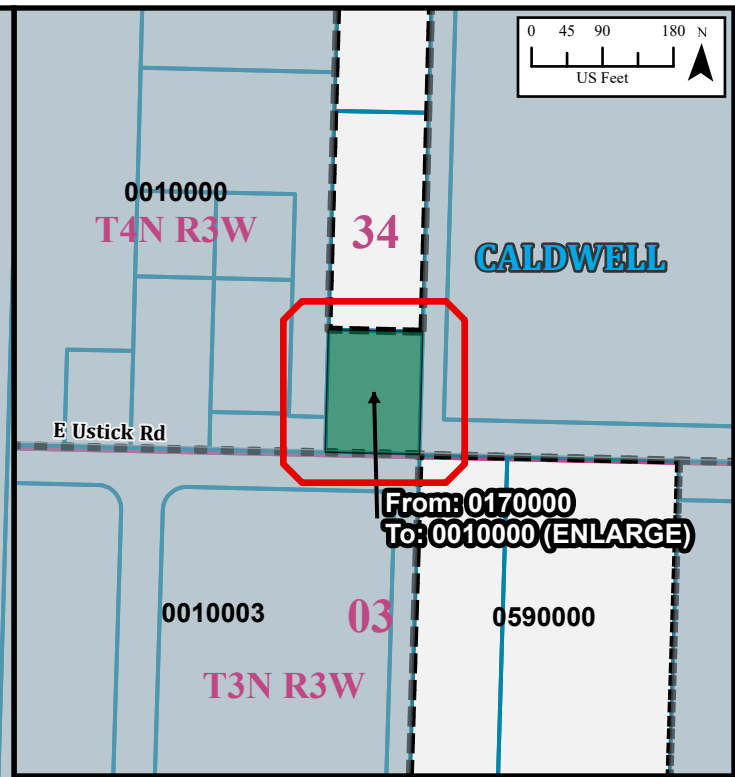 0 45 90 180 N
US Feet
0010000
T4N R3W
34
CALDWELL
E Ustick Rd
From: 0170000
To: 0010000 (ENLARGE)
0010003
03
0590000
T3N R3W